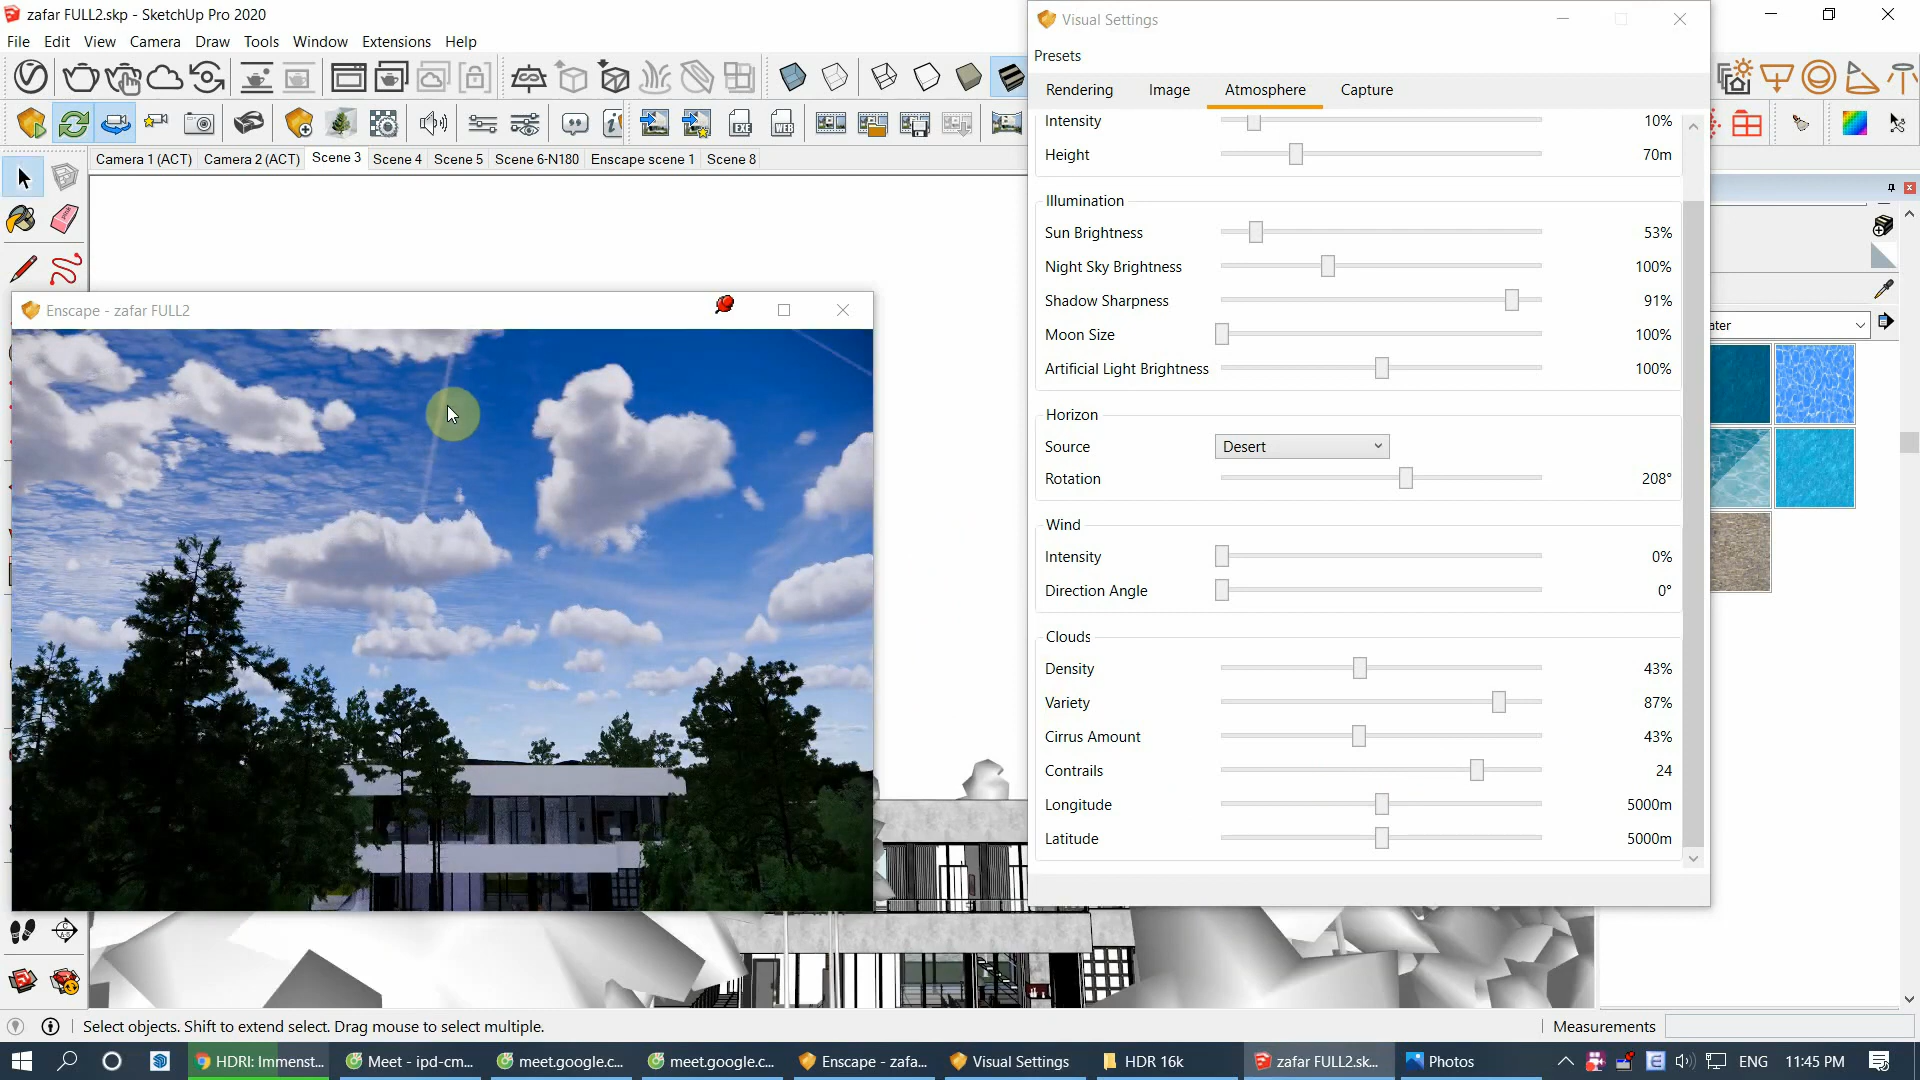 zafar FULL2.skp - SketchUp Pro 2020
File Edit View Camera Draw Tools Window Extensions Help
Camera 1 (ACT) Camera 2 (ACT) Scene 3 Scene 4 Scene 5 Scene 6-N180 Enscape scene 1 Scene 8
Enscape - zafar FULL2
Visual Settings
Presets
Rendering Image Atmosphere Capture
Intensity 10%
Height 70m
Illumination
Sun Brightness 53%
Night Sky Brightness 100%
Shadow Sharpness 91%
Moon Size 100%
Artificial Light Brightness 100%
Horizon
Source Desert
Rotation 208°
Wind
Intensity 0%
Direction Angle 0°
Clouds
Density 43%
Variety 87%
Cirrus Amount 43%
Contrails 24
Longitude 5000m
Latitude 5000m
ater
EXE
WEB
Select objects. Shift to extend select. Drag mouse to select multiple.
Measurements
HDRI: Immenst... Meet - ipd-cm... meet.google.c... meet.google.c... Enscape - zafa... Visual Settings HDR 16k zafar FULL2.sk... Photos ENG 11:45 PM